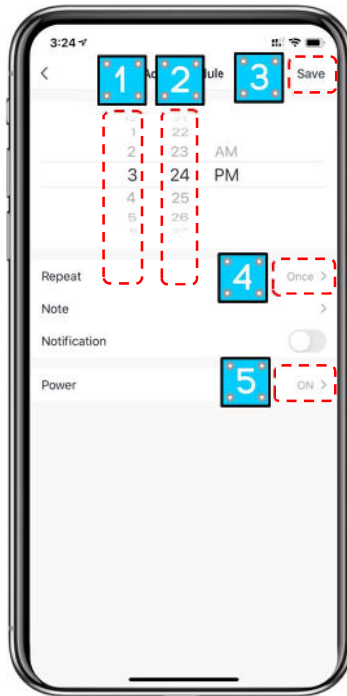 3:24
1 2 3 Save
1 22
2 23 AM
3 24 PM
4 25
5 26
Repeat 4 Once >
Note >
Notification
Power 5 ON >